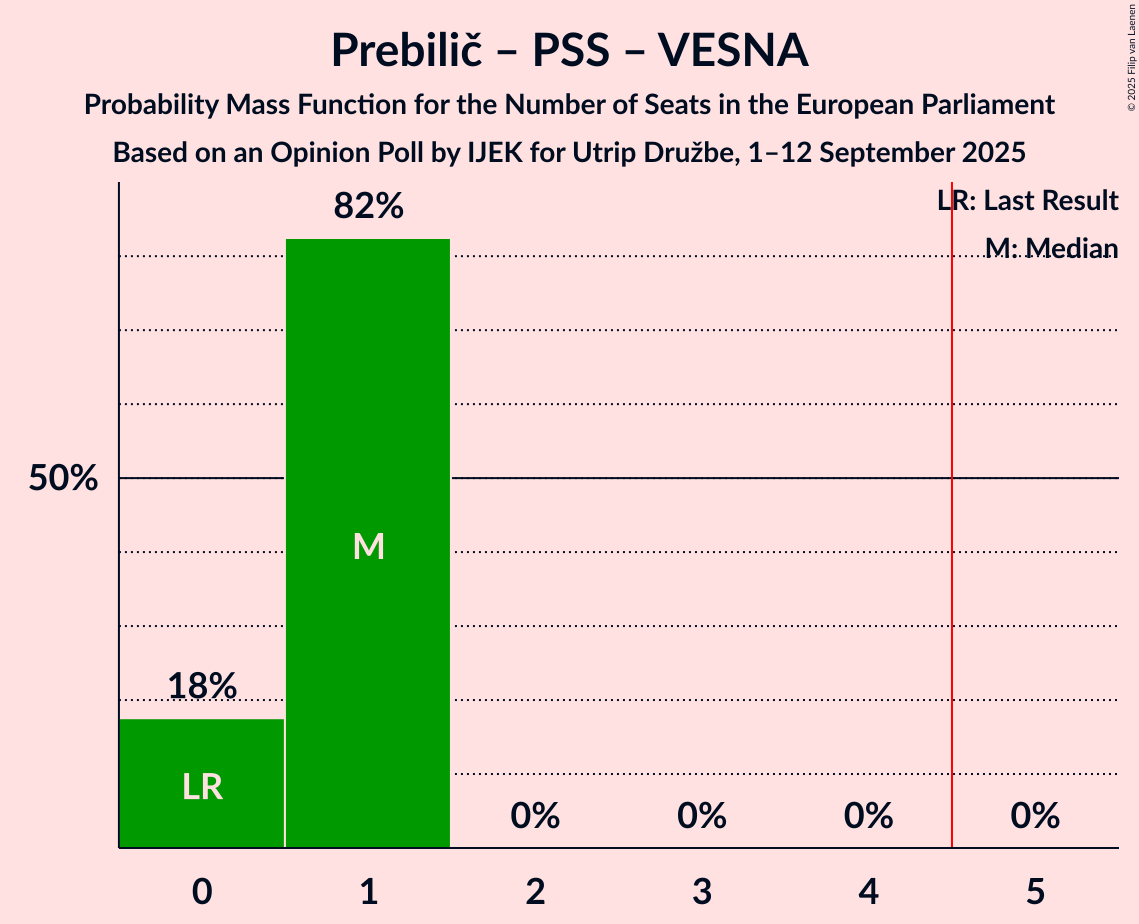 Prebilič – PSS – VESNA
Probability Mass Function for the Number of Seats in the European Parliament
Based on an Opinion Poll by IJEK for Utrip Družbe, 1–12 September 2025
© 2025 Filip van Laenen
LR: Last Result
M: Median
82%
50%
M
18%
LR
0%
0%
0%
0%
0
1
2
3
4
5